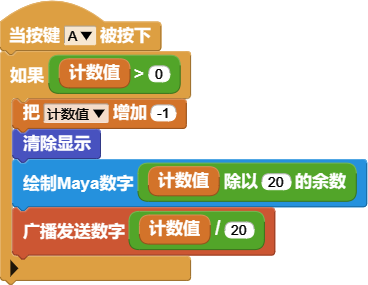 当按键 A▼ 被按下
如果 计数值 > 0
把 计数值▼ 增加 -1
清除显示
绘制Maya数字 计数值 除以 20 的余数
广播发送数字 计数值 / 20